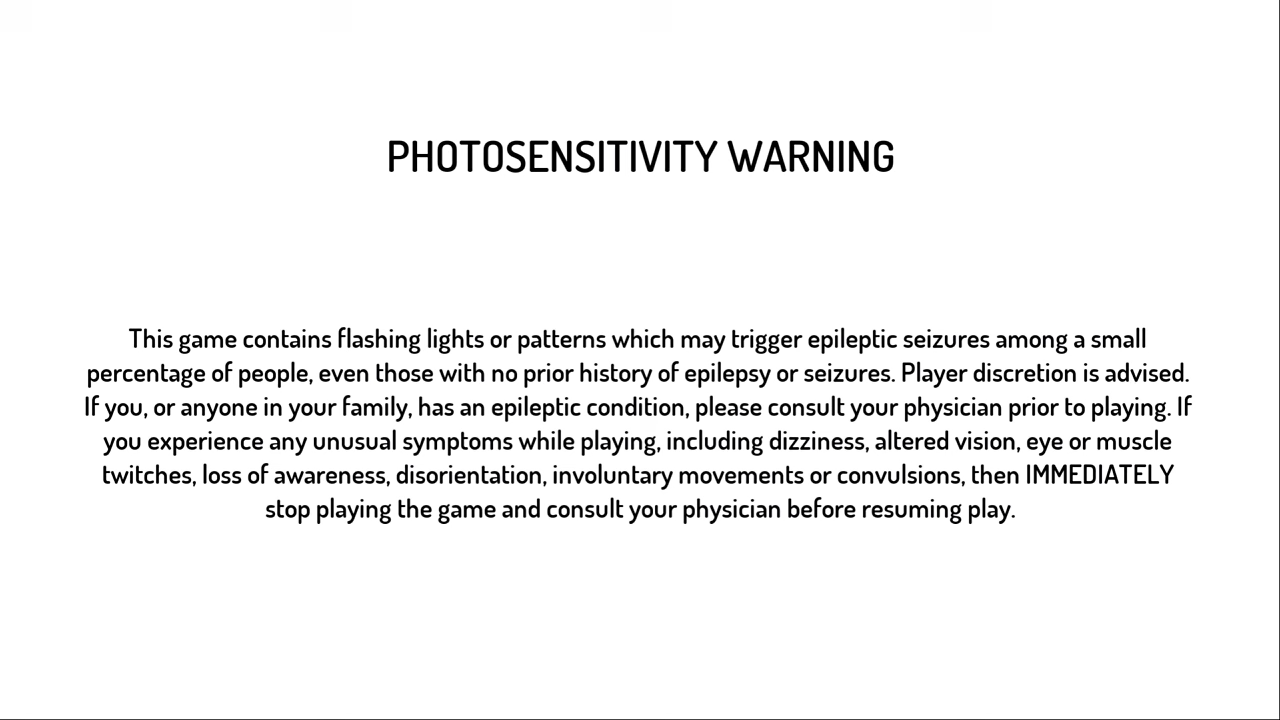 PHOTOSENSITIVITY WARNING
This game contains flashing lights or patterns which may trigger epileptic seizures among a small
percentage of people, even those with no prior history of epilepsy or seizures. Player discretion is advised.
If you, or anyone in your family, has an epileptic condition, please consult your physician prior to playing. If
you experience any unusual symptoms while playing, including dizziness, altered vision, eye or muscle
twitches, loss of awareness, disorientation, involuntary movements or convulsions, then IMMEDIATELY
stop playing the game and consult your physician before resuming play.